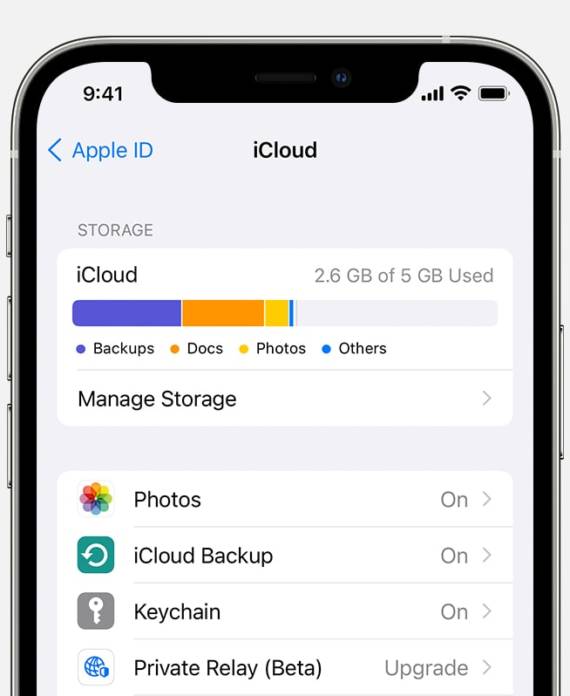 9:41
Apple ID
iCloud
STORAGE
iCloud 2.6 GB of 5 GB Used
Backups Docs Photos Others
Manage Storage
Photos On
iCloud Backup On
Keychain On
Private Relay (Beta) Upgrade